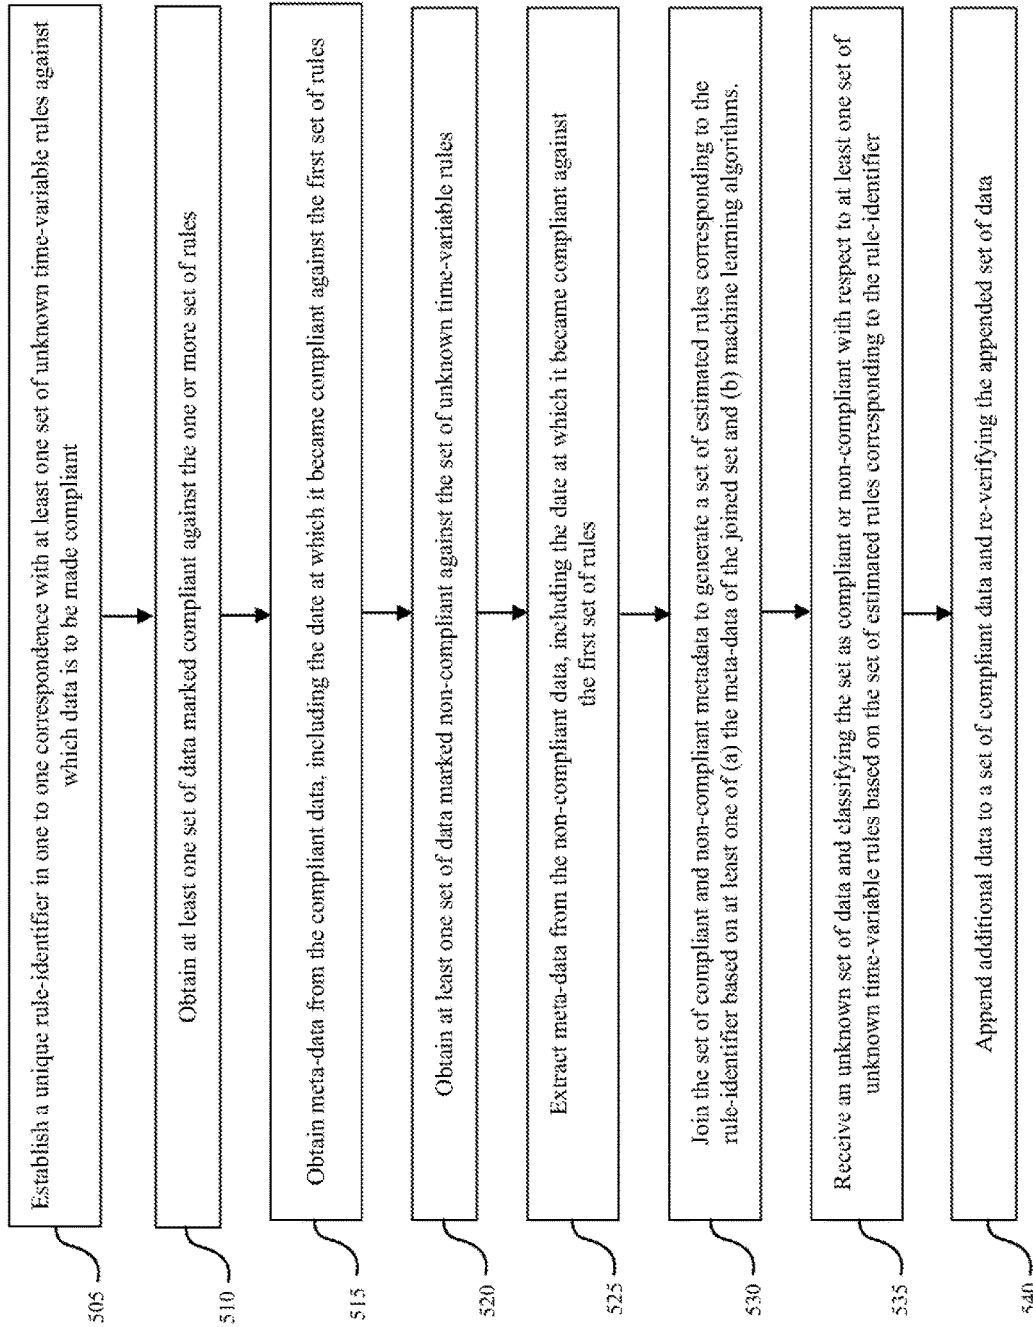 Establish a unique rule-identifier in one to one correspondence with at least one set of unknown time-variable rules against
which data is to be made compliant
505
Obtain at least one set of data marked compliant against the one or more set of rules
510
Obtain meta-data from the compliant data, including the date at which it became compliant against the first set of rules
515
Obtain at least one set of data marked non-compliant against the set of unknown time-variable rules
520
Extract meta-data from the non-compliant data, including the date at which it became compliant against
the first set of rules
525
Join the set of compliant and non-compliant metadata to generate a set of estimated rules corresponding to the
rule-identifier based on at least one of (a) the meta-data of the joined set and (b) machine learning algorithms.
530
Receive an unknown set of data and classifying the set as compliant or non-compliant with respect to at least one set of
unknown time-variable rules based on the set of estimated rules corresponding to the rule-identifier
535
Append additional data to a set of compliant data and re-verifying the appended set of data
540